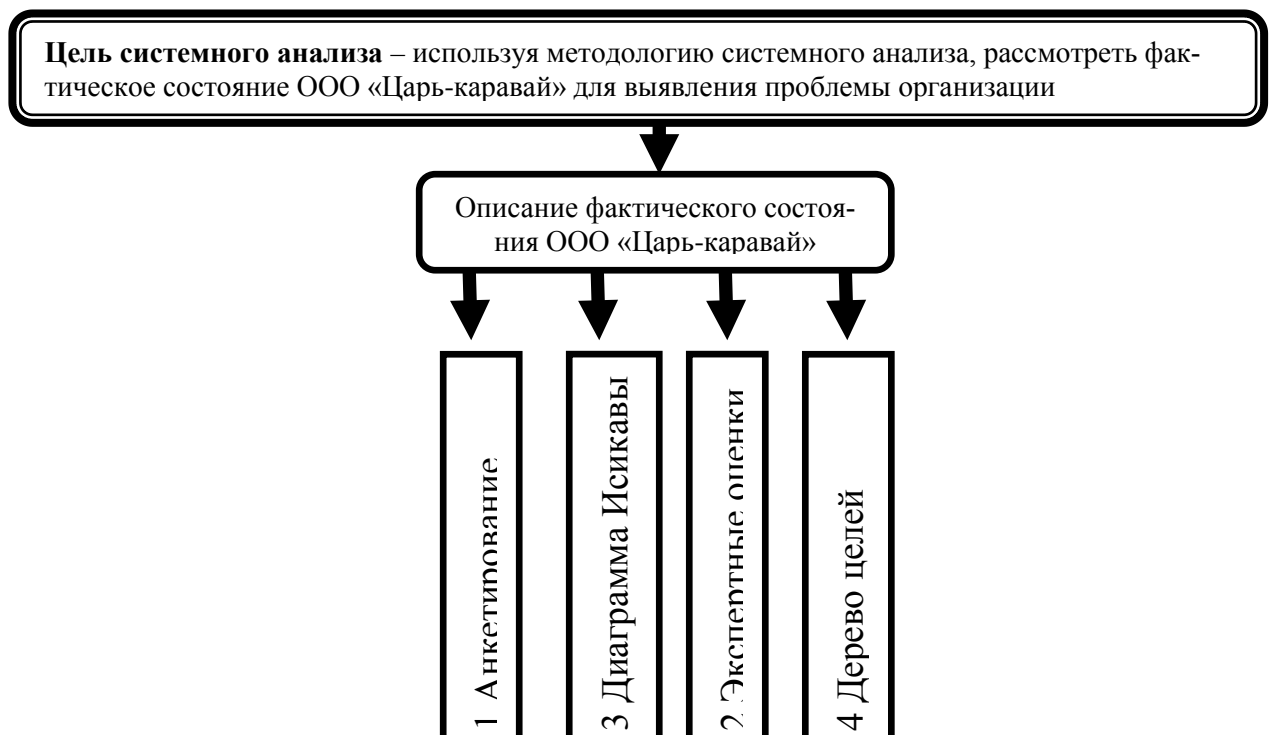 Цель системного анализа – используя методологию системного анализа, рассмотреть фак-
тическое состояние ООО «Царь-каравай» для выявления проблемы организации
Описание фактического состоя-
ния ООО «Царь-каравай»
1 Анкетирование
3 Диаграмма Исикавы
2 Экспертные оценки
4 Дерево целей